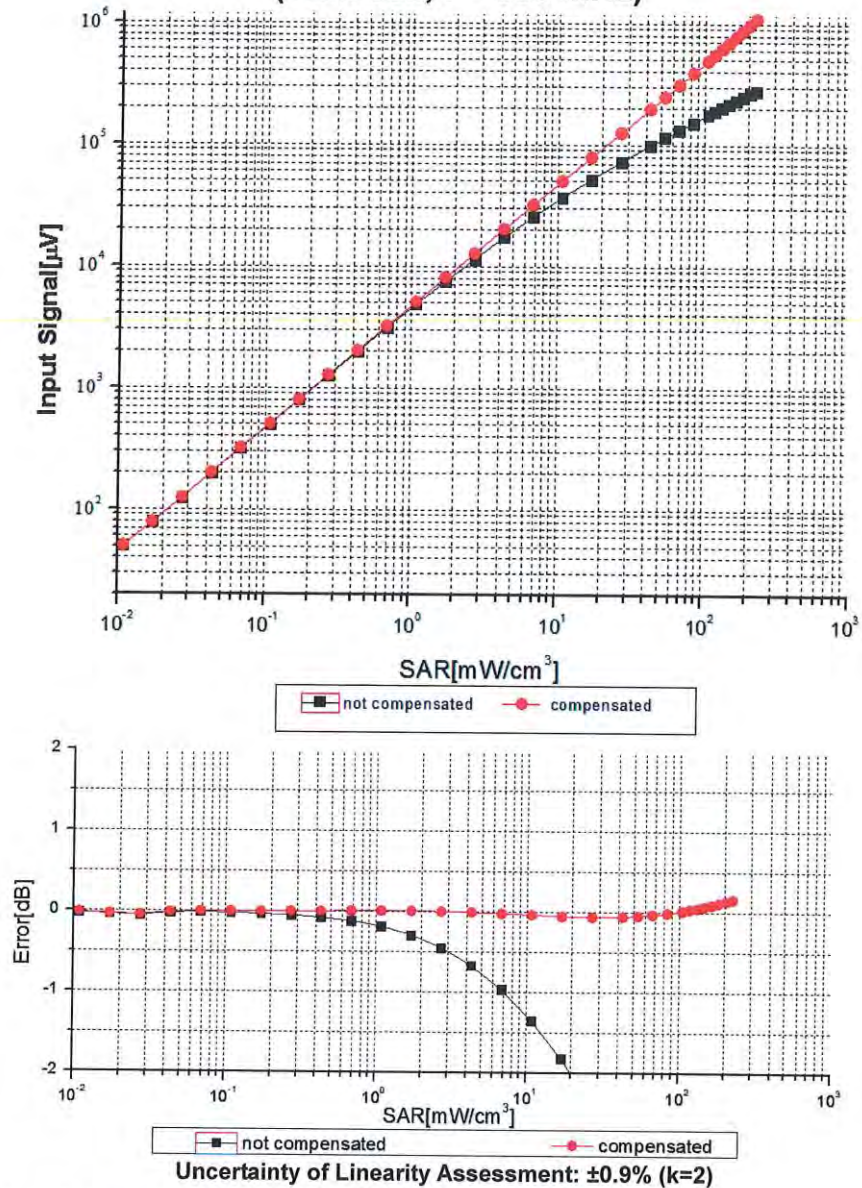 10⁶
10⁵
10⁴
10³
10²
Input Signal[μV]
10⁻² 10⁻¹ 10⁰ 10¹ 10² 10³
SAR[mW/cm³]
not compensated compensated
2
1
0
-1
-2
Error[dB]
10⁻² 10⁻¹ 10⁰ 10¹ 10² 10³
SAR[mW/cm³]
not compensated compensated
Uncertainty of Linearity Assessment: ±0.9% (k=2)